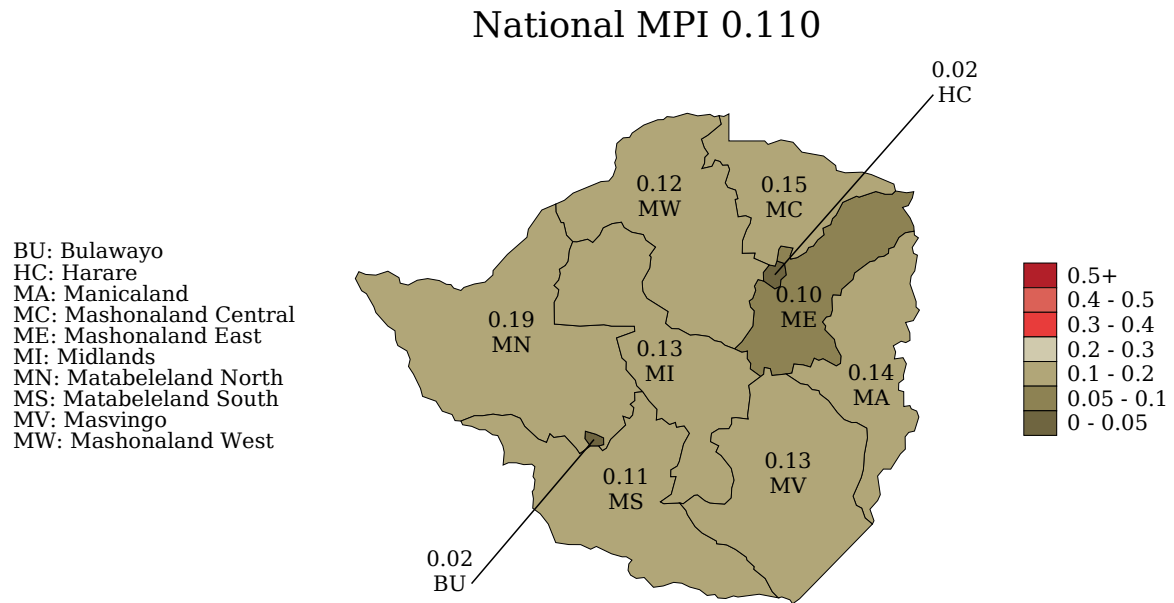 National MPI 0.110
0.02
HC
0.12
MW
0.15
MC
BU: Bulawayo
HC: Harare
MA: Manicaland
MC: Mashonaland Central
ME: Mashonaland East
MI: Midlands
MN: Matabeleland North
MS: Matabeleland South
MV: Masvingo
MW: Mashonaland West
0.19
MN
0.10
ME
0.13
MI
0.14
MA
0.13
MV
0.11
MS
0.02
BU
0.5+
0.4 - 0.5
0.3 - 0.4
0.2 - 0.3
0.1 - 0.2
0.05 - 0.1
0 - 0.05